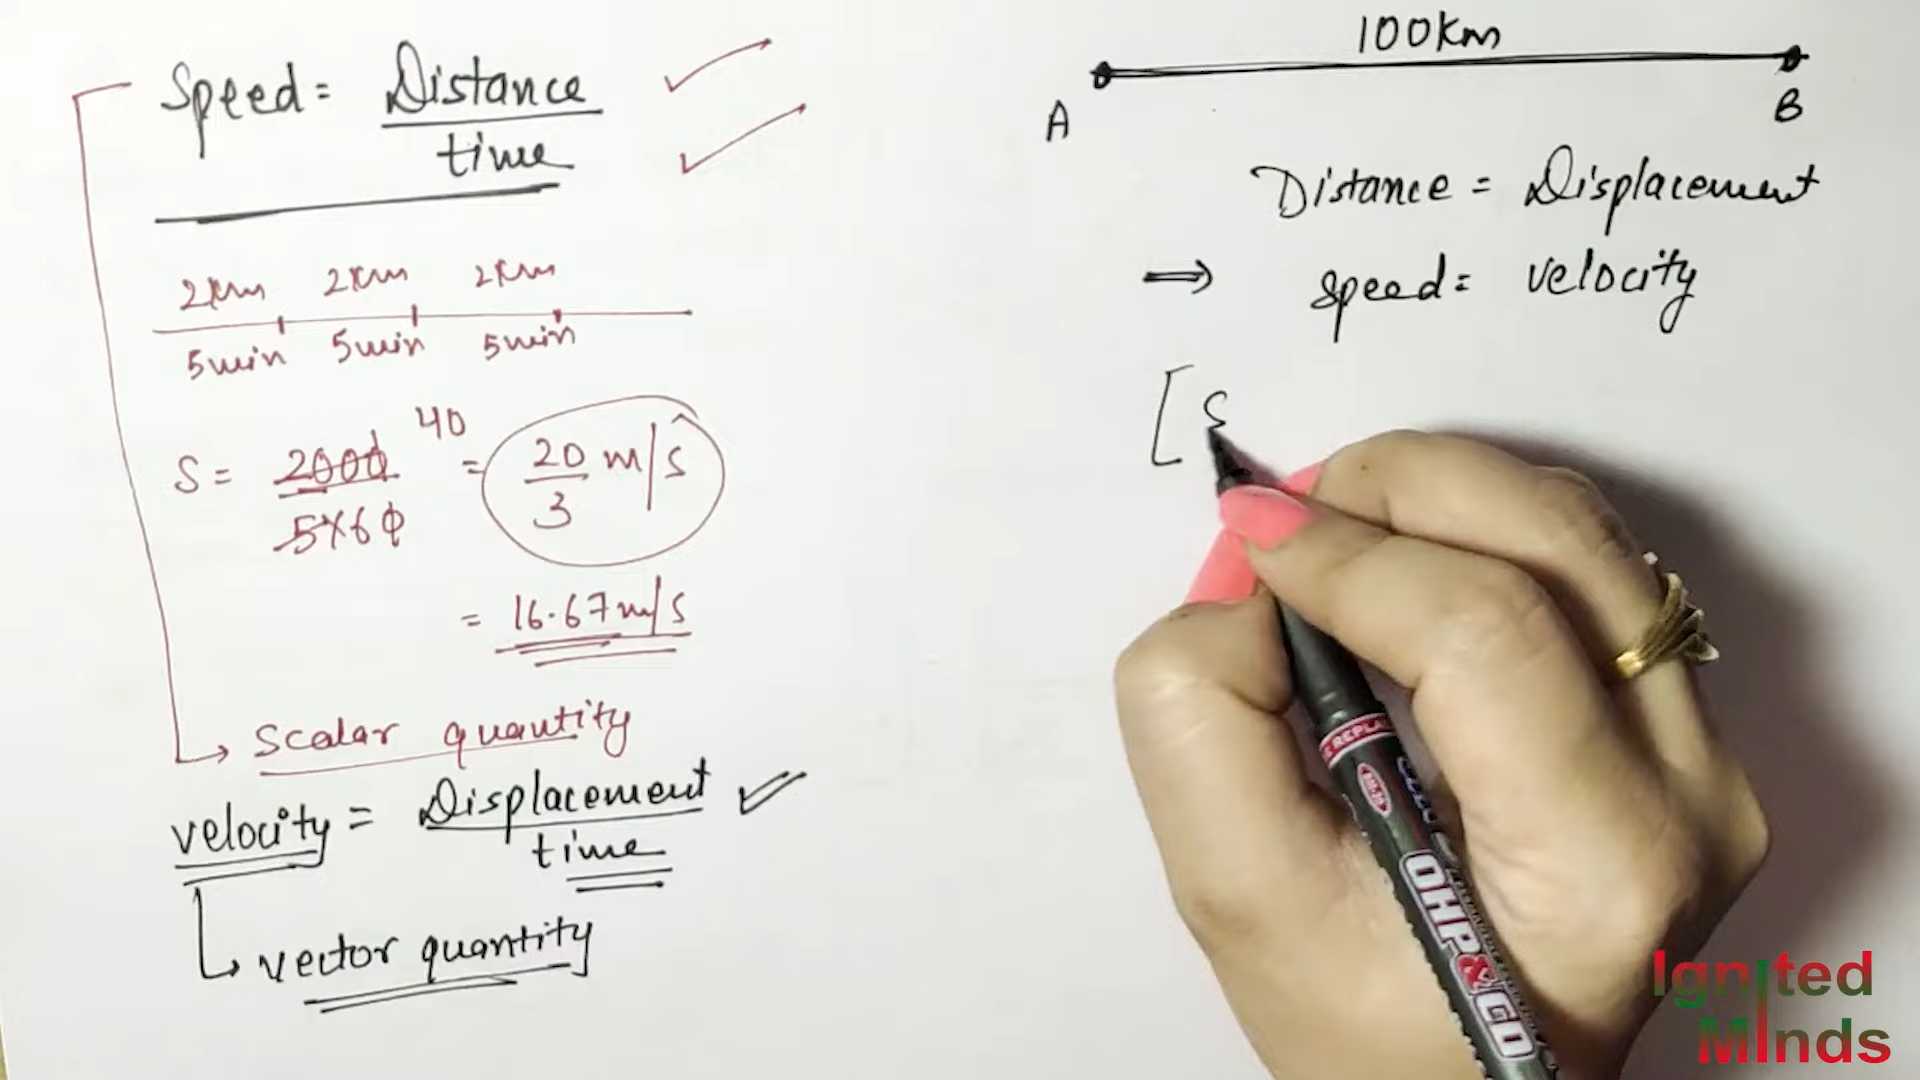 Speed = Distance / time
2km 2km 2km
5min 5min 5min
S = 2000 / 5×60 40 = 20/3 m/s
= 16.67 m/s
Scalar quantity
velocity = Displacement / time
vector quantity
100km
A B
Distance = Displacement
⇒ speed = velocity
[ S
OHP&CD
Ignited
Minds